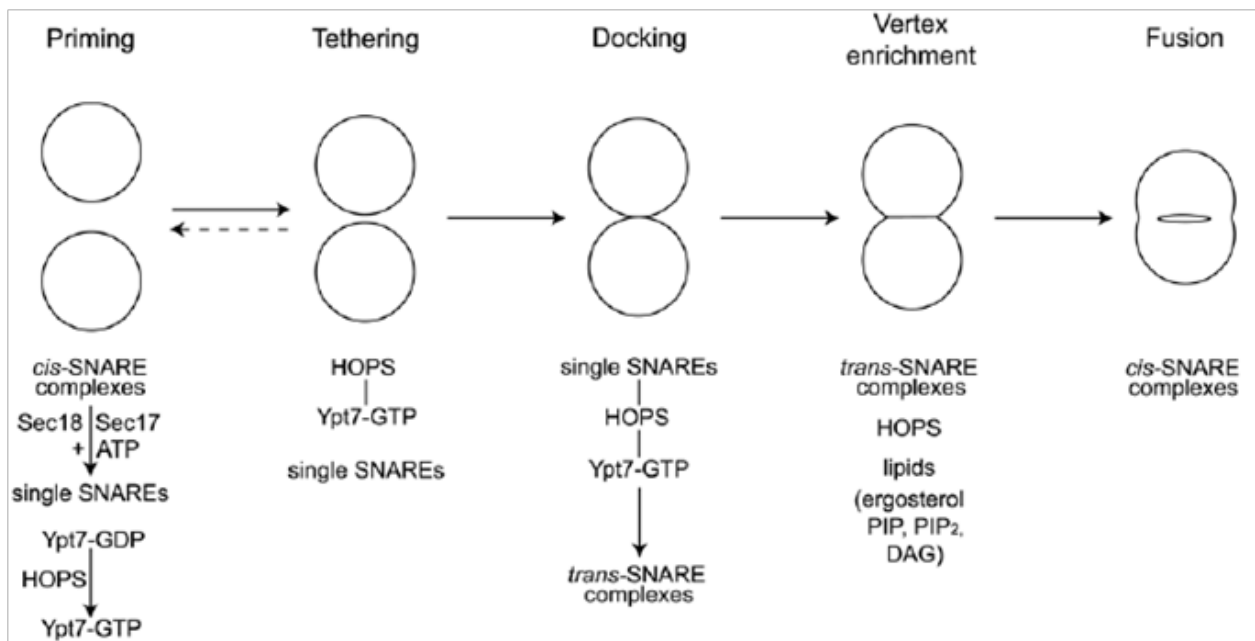 Priming
Tethering
Docking
Vertex
enrichment
Fusion
cis-SNARE
complexes
Sec18 Sec17
+ ATP
single SNAREs
Ypt7-GDP
HOPS
Ypt7-GTP
HOPS
Ypt7-GTP
single SNAREs
single SNAREs
HOPS
Ypt7-GTP
trans-SNARE
complexes
trans-SNARE
complexes
HOPS
lipids
(ergosterol
PIP, PIP₂,
DAG)
cis-SNARE
complexes